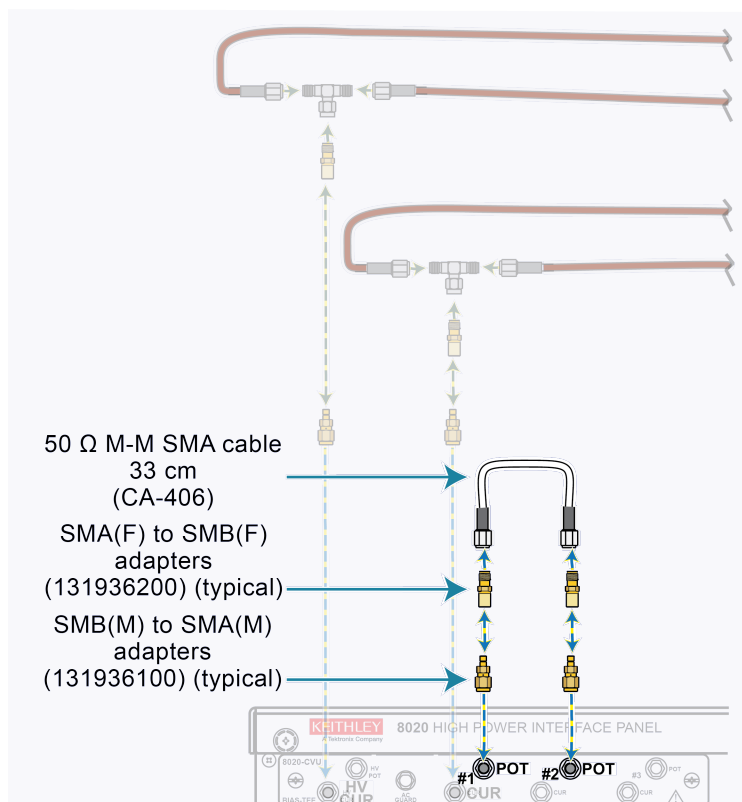 50 Ω M-M SMA cable
33 cm
(CA-406)
SMA(F) to SMB(F)
adapters
(131936200) (typical)
SMB(M) to SMA(M)
adapters
(131936100) (typical)
KEITHLEY
A Tektronix Company
8020 HIGH POWER INTERFACE PANEL
8020-CVU
HV
POT
#1
POT
#2
POT
#3
POT
BIAS-TEE
HV
CUR
AC
GUARD
CUR
CUR
CUR